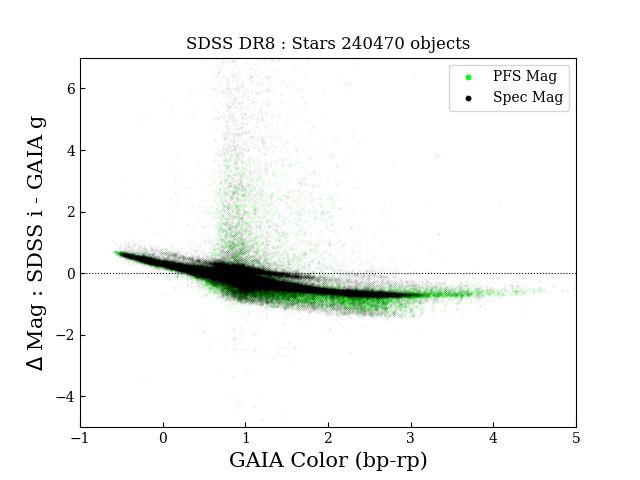 SDSS DR8 : Stars 240470 objects
PFS Mag
Spec Mag
6
4
2
0
−2
−4
Δ Mag : SDSS i - GAIA g
−1 0 1 2 3 4 5
GAIA Color (bp-rp)